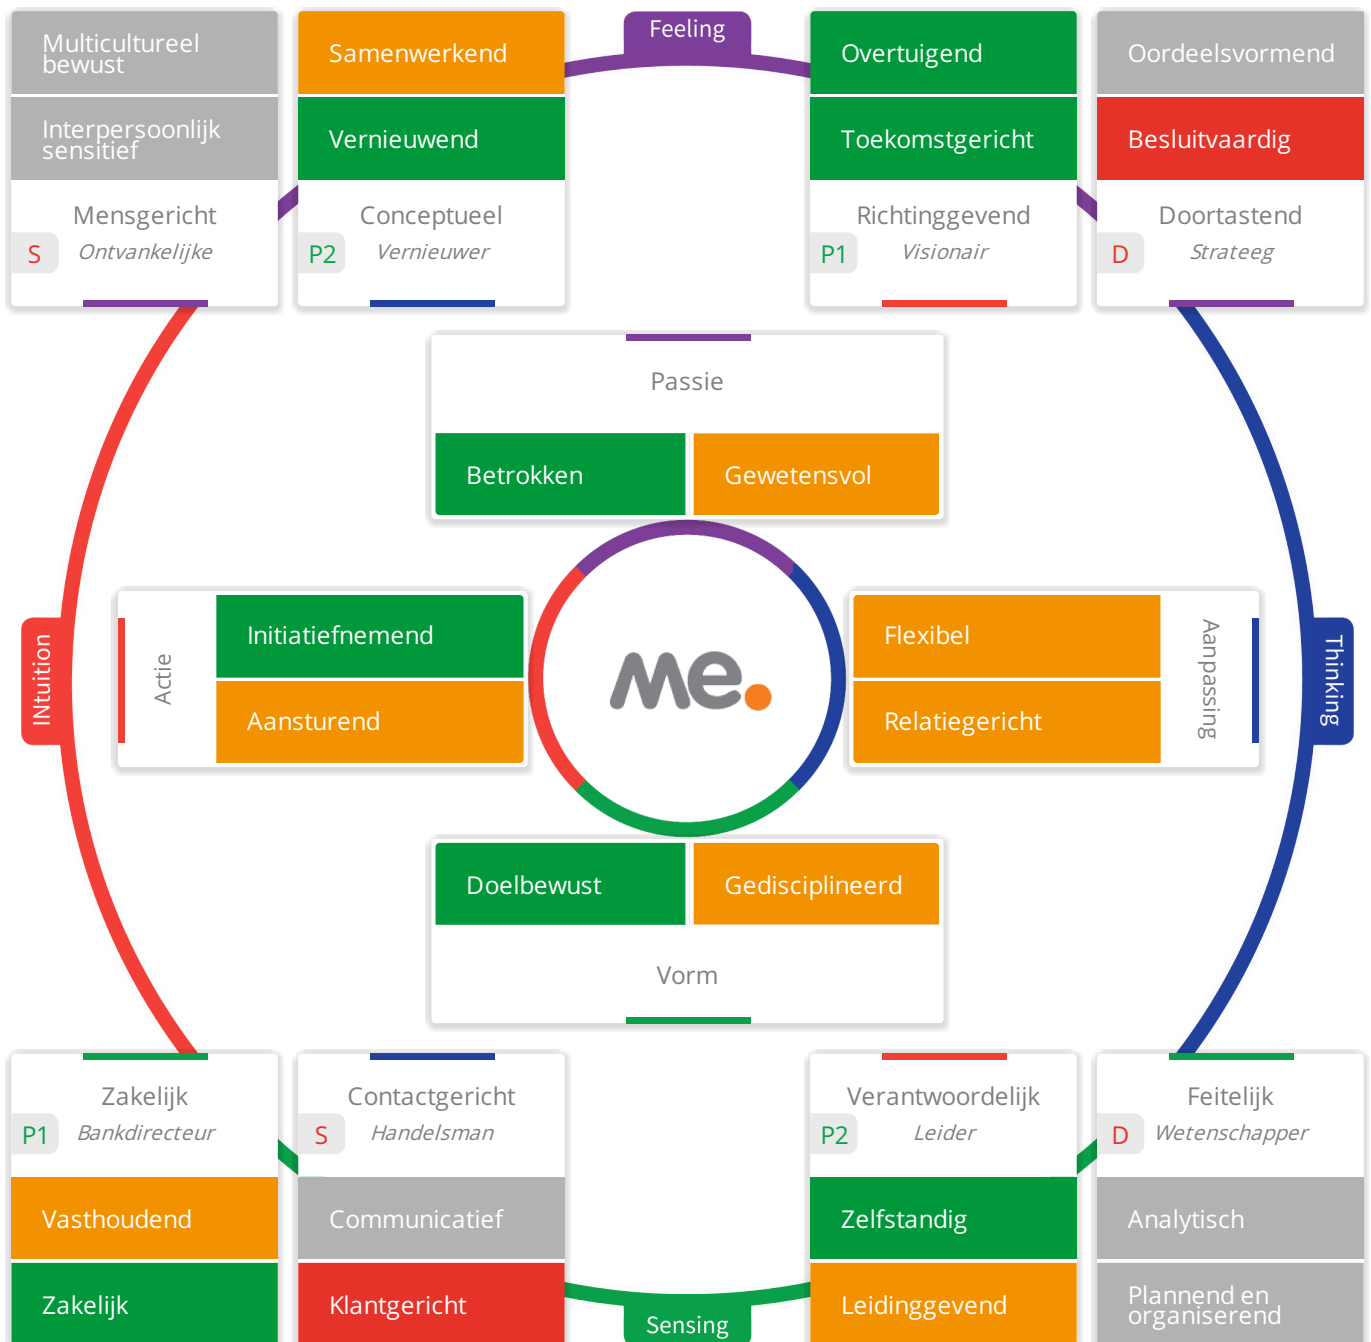 Multicultureel
bewust
Interpersoonlijk
sensitief
Mensgericht
S
Ontvankelijke
Samenwerkend
Vernieuwend
Conceptueel
P2
Vernieuwer
Feeling
Overtuigend
Toekomstgericht
Richtinggevend
P1
Visionair
Oordeelsvormend
Besluitvaardig
Doortastend
D
Strateeg
Passie
Betrokken
Gewetensvol
INtuition
Actie
Initiatiefnemend
Aansturend
me.
Flexibel
Relatiegericht
Aanpassing
Thinking
Doelbewust
Gedisciplineerd
Vorm
Zakelijk
P1
Bankdirecteur
Vasthoudend
Zakelijk
Contactgericht
S
Handelsman
Communicatief
Klantgericht
Sensing
Verantwoordelijk
P2
Leider
Zelfstandig
Leidinggevend
Feitelijk
D
Wetenschapper
Analytisch
Plannend en
organiserend